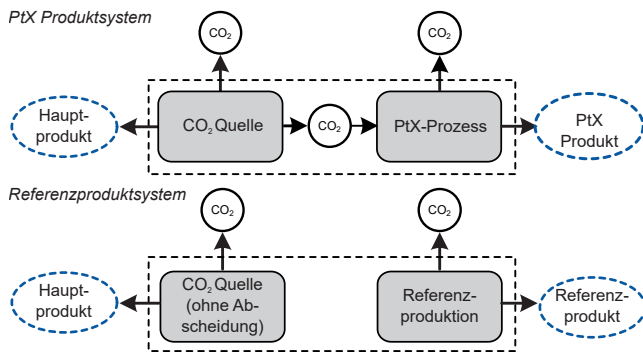 PtX Produktsystem
CO2
CO2
Haupt-
produkt
CO2 Quelle
CO2
PtX-Prozess
PtX
Produkt
Referenzproduktsystem
CO2
CO2
Haupt-
produkt
CO2 Quelle
(ohne Ab-
scheidung)
Referenz-
produktion
Referenz-
produkt